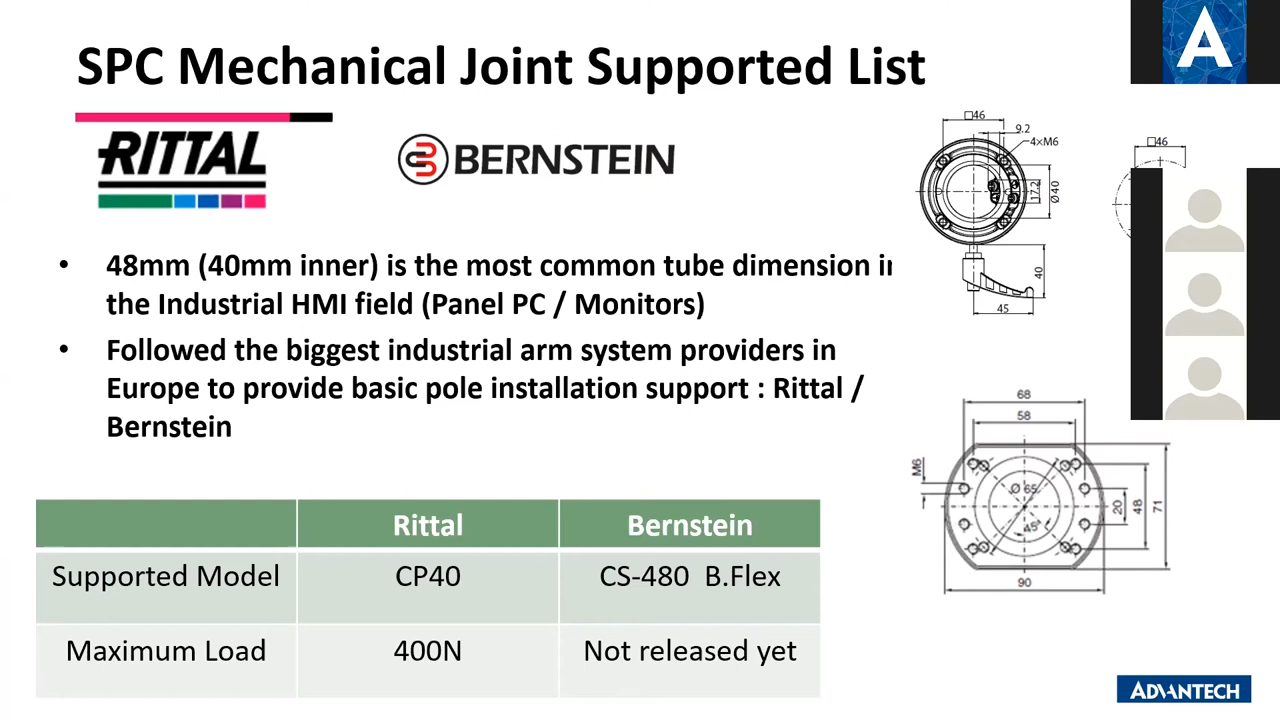 SPC Mechanical Joint Supported List
RITTAL
BERNSTEIN
• 48mm (40mm inner) is the most common tube dimension in
the Industrial HMI field (Panel PC / Monitors)
• Followed the biggest industrial arm system providers in
Europe to provide basic pole installation support : Rittal /
Bernstein
Rittal Bernstein
Supported Model CP40 CS-480 B.Flex
Maximum Load 400N Not released yet
A
□46
9.2
4×M6
17.2
Ø40
40
45
□46
68
58
M6
Ø 65
45°
20
48
71
90
ADVANTECH